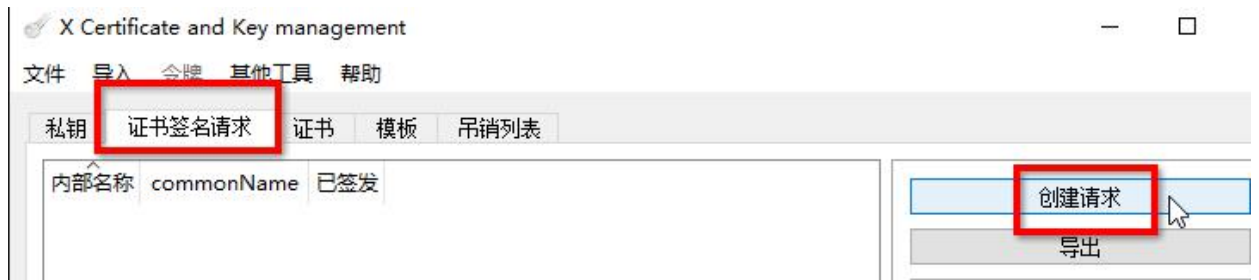 X Certificate and Key management
文件 导入 令牌 其他工具 帮助
私钥 证书签名请求 证书 模板 吊销列表
内部名称 commonName 已签发
创建请求
导出